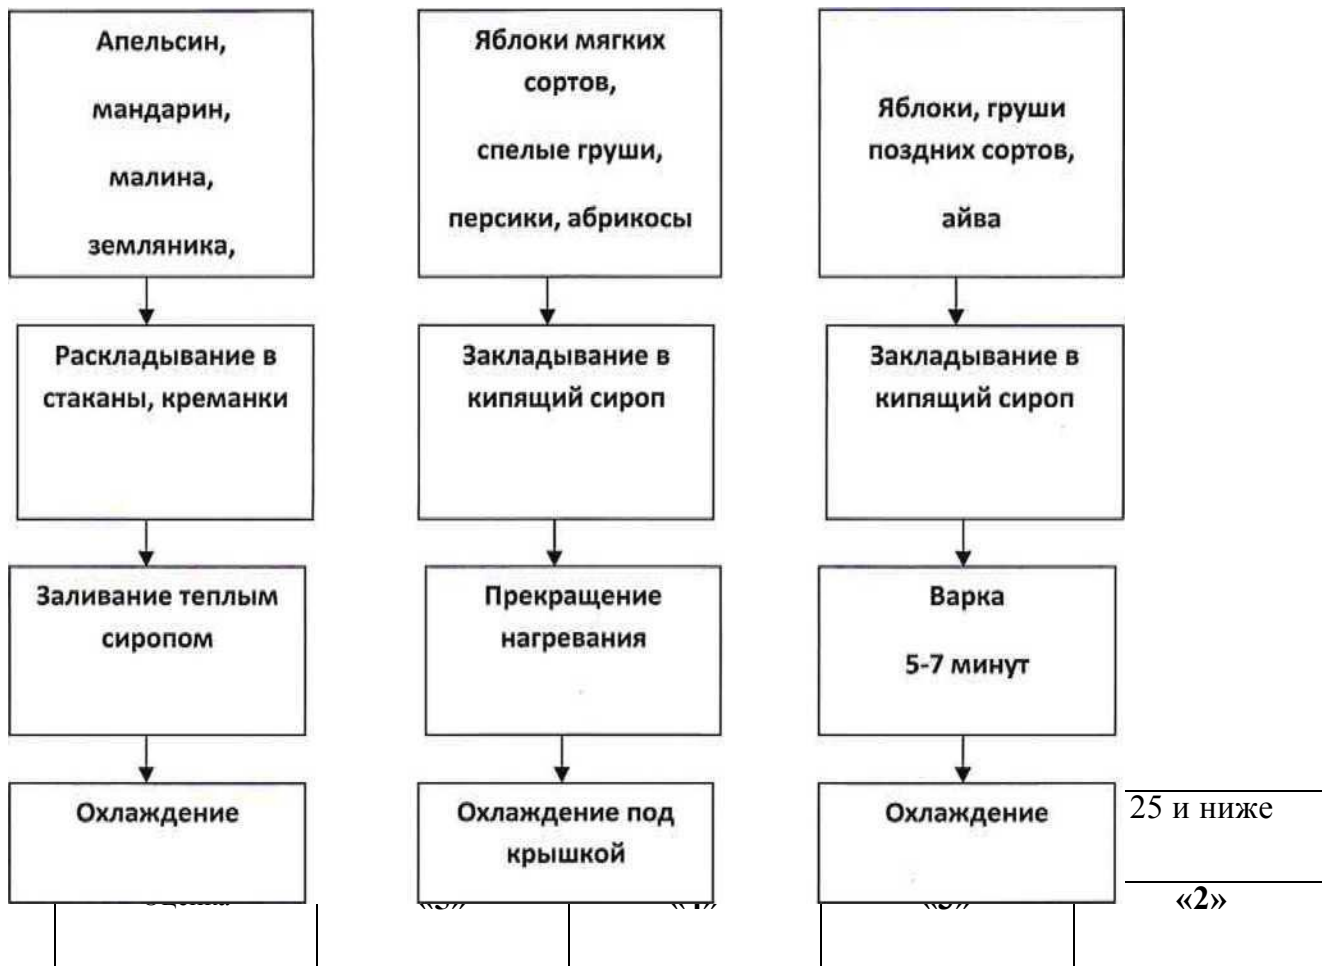 Апельсин,
мандарин,
малина,
земляника,
Яблоки мягких
сортов,
спелые груши,
персики, абрикосы
Яблоки, груши
поздних сортов,
айва
Раскладывание в
стаканы, креманки
Закладывание в
кипящий сироп
Закладывание в
кипящий сироп
Заливание теплым
сиропом
Прекращение
нагревания
Варка
5-7 минут
Охлаждение
Охлаждение под
крышкой
Охлаждение
25 и ниже
«2»